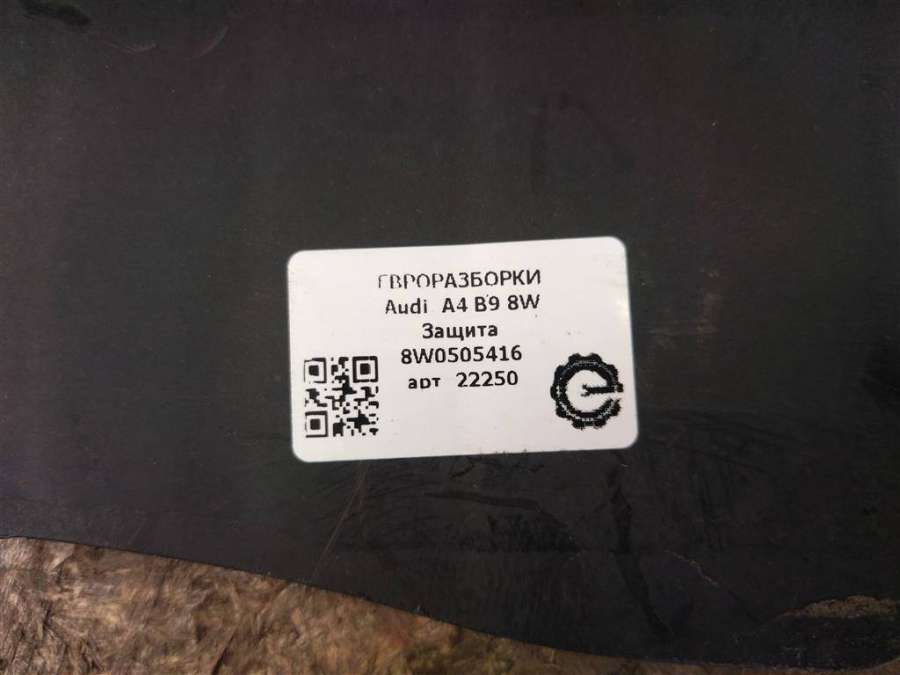 ЕВРОРАЗБОРКИ
Audi A4 B9 8W
Защита
8W0505416
арт 22250